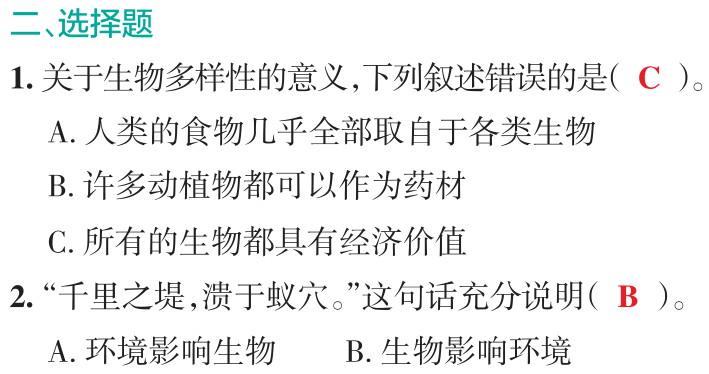 二、选择题
1. 关于生物多样性的意义,下列叙述错误的是( C )。
A. 人类的食物几乎全部取自于各类生物
B. 许多动植物都可以作为药材
C. 所有的生物都具有经济价值
2. “千里之堤,溃于蚁穴。”这句话充分说明( B )。
A. 环境影响生物 B. 生物影响环境